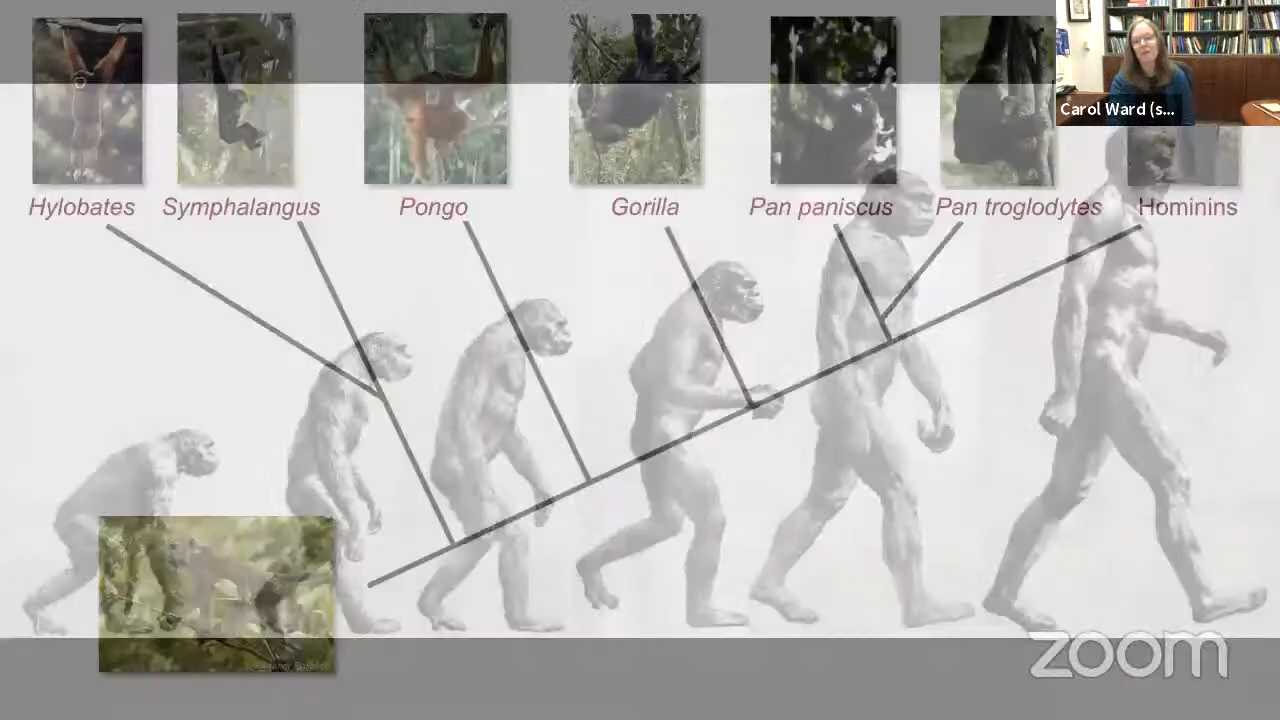 Carol Ward (s...
Hylobates Symphalangus Pongo Gorilla Pan paniscus Pan troglodytes Hominins
zoom